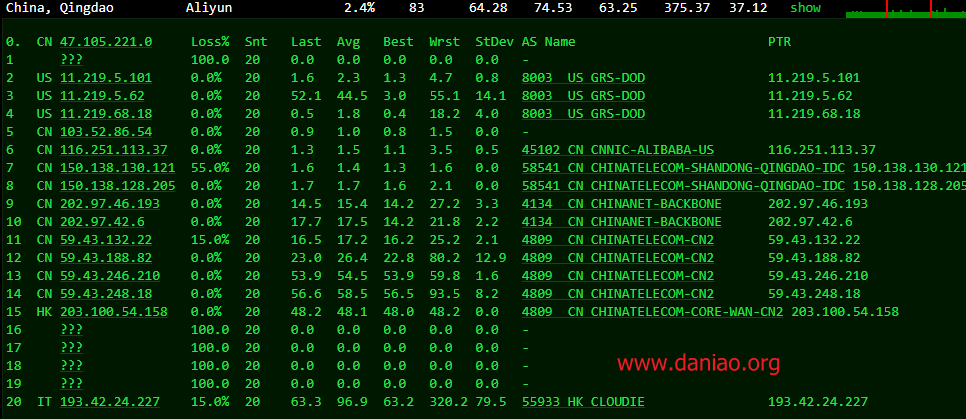 China, Qingdao Aliyun 2.4% 83 64.28 74.53 63.25 375.37 37.12 show
0. CN 47.105.221.0 Loss% Snt Last Avg Best Wrst StDev AS Name PTR
1 ??? 100.0 20 0.0 0.0 0.0 0.0 0.0 -
2 US 11.219.5.101 0.0% 20 1.6 2.3 1.3 4.7 0.8 8003 US GRS-DOD 11.219.5.101
3 US 11.219.5.62 0.0% 20 52.1 44.5 3.0 55.1 14.1 8003 US GRS-DOD 11.219.5.62
4 US 11.219.68.18 0.0% 20 0.5 1.8 0.4 18.2 4.0 8003 US GRS-DOD 11.219.68.18
5 CN 103.52.86.54 0.0% 20 0.9 1.0 0.8 1.5 0.0 -
6 CN 116.251.113.37 0.0% 20 1.3 1.5 1.1 3.5 0.5 45102 CN CNNIC-ALIBABA-US 116.251.113.37
7 CN 150.138.130.121 55.0% 20 1.6 1.4 1.3 1.6 0.0 58541 CN CHINATELECOM-SHANDONG-QINGDAO-IDC 150.138.130.121
8 CN 150.138.128.205 0.0% 20 1.7 1.7 1.6 2.1 0.0 58541 CN CHINATELECOM-SHANDONG-QINGDAO-IDC 150.138.128.205
9 CN 202.97.46.193 0.0% 20 14.5 15.4 14.2 27.2 3.3 4134 CN CHINANET-BACKBONE 202.97.46.193
10 CN 202.97.42.6 0.0% 20 17.7 17.5 14.2 21.8 2.2 4134 CN CHINANET-BACKBONE 202.97.42.6
11 CN 59.43.132.22 15.0% 20 16.5 17.2 16.2 25.2 2.1 4809 CN CHINATELECOM-CN2 59.43.132.22
12 CN 59.43.188.82 0.0% 20 23.0 26.4 22.8 80.2 12.9 4809 CN CHINATELECOM-CN2 59.43.188.82
13 CN 59.43.246.210 0.0% 20 53.9 54.5 53.9 59.8 1.6 4809 CN CHINATELECOM-CN2 59.43.246.210
14 CN 59.43.248.18 0.0% 20 56.6 58.5 56.5 93.5 8.2 4809 CN CHINATELECOM-CN2 59.43.248.18
15 HK 203.100.54.158 0.0% 20 48.2 48.1 48.0 48.2 0.0 4809 CN CHINATELECOM-CORE-WAN-CN2 203.100.54.158
16 ??? 100.0 20 0.0 0.0 0.0 0.0 0.0 -
17 ??? 100.0 20 0.0 0.0 0.0 0.0 0.0 -
18 ??? 100.0 20 0.0 0.0 0.0 0.0 0.0 -
19 ??? 100.0 20 0.0 0.0 0.0 0.0 0.0 -
www.daniao.org
20 IT 193.42.24.227 15.0% 20 63.3 96.9 63.2 320.2 79.5 55933 HK CLOUDIE 193.42.24.227